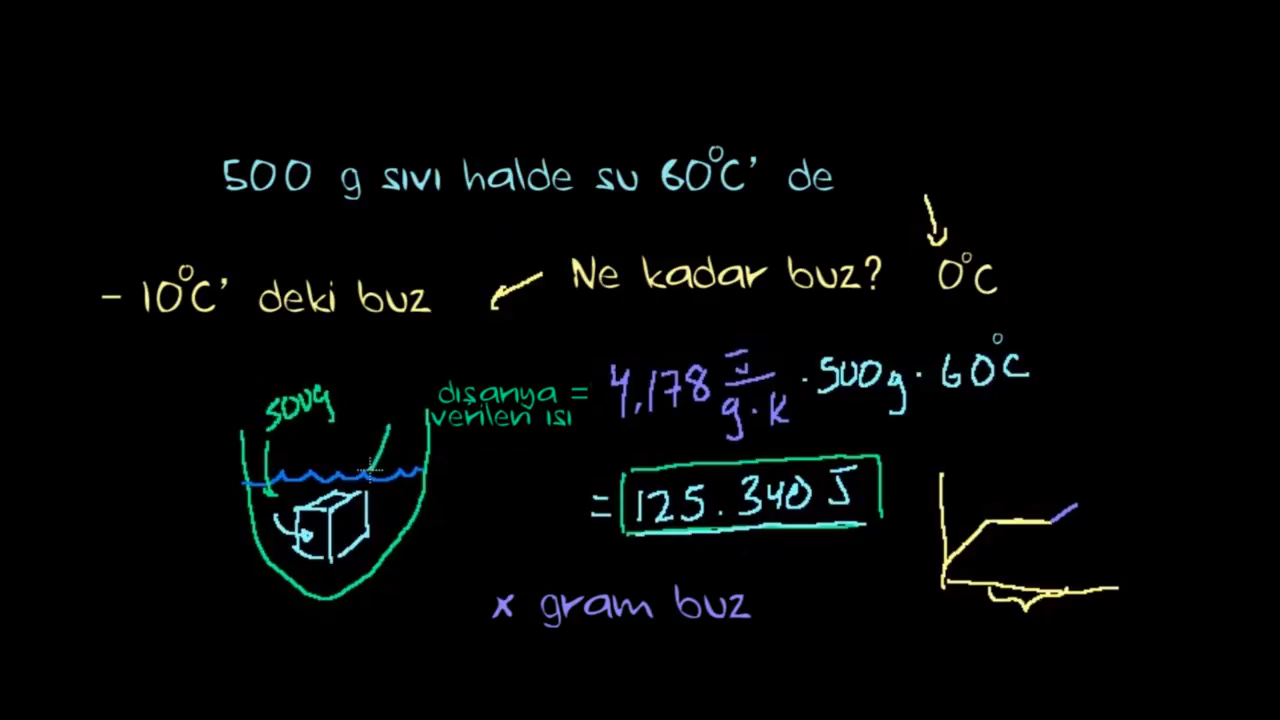 500 g sıvı halde su 60°C' de
0°C
Ne kadar buz?
- 10°C' deki buz
500g
dışarıya verilen ısı = 4,178 J/g·K · 500g · 60°C
= 125.340 J
x gram buz